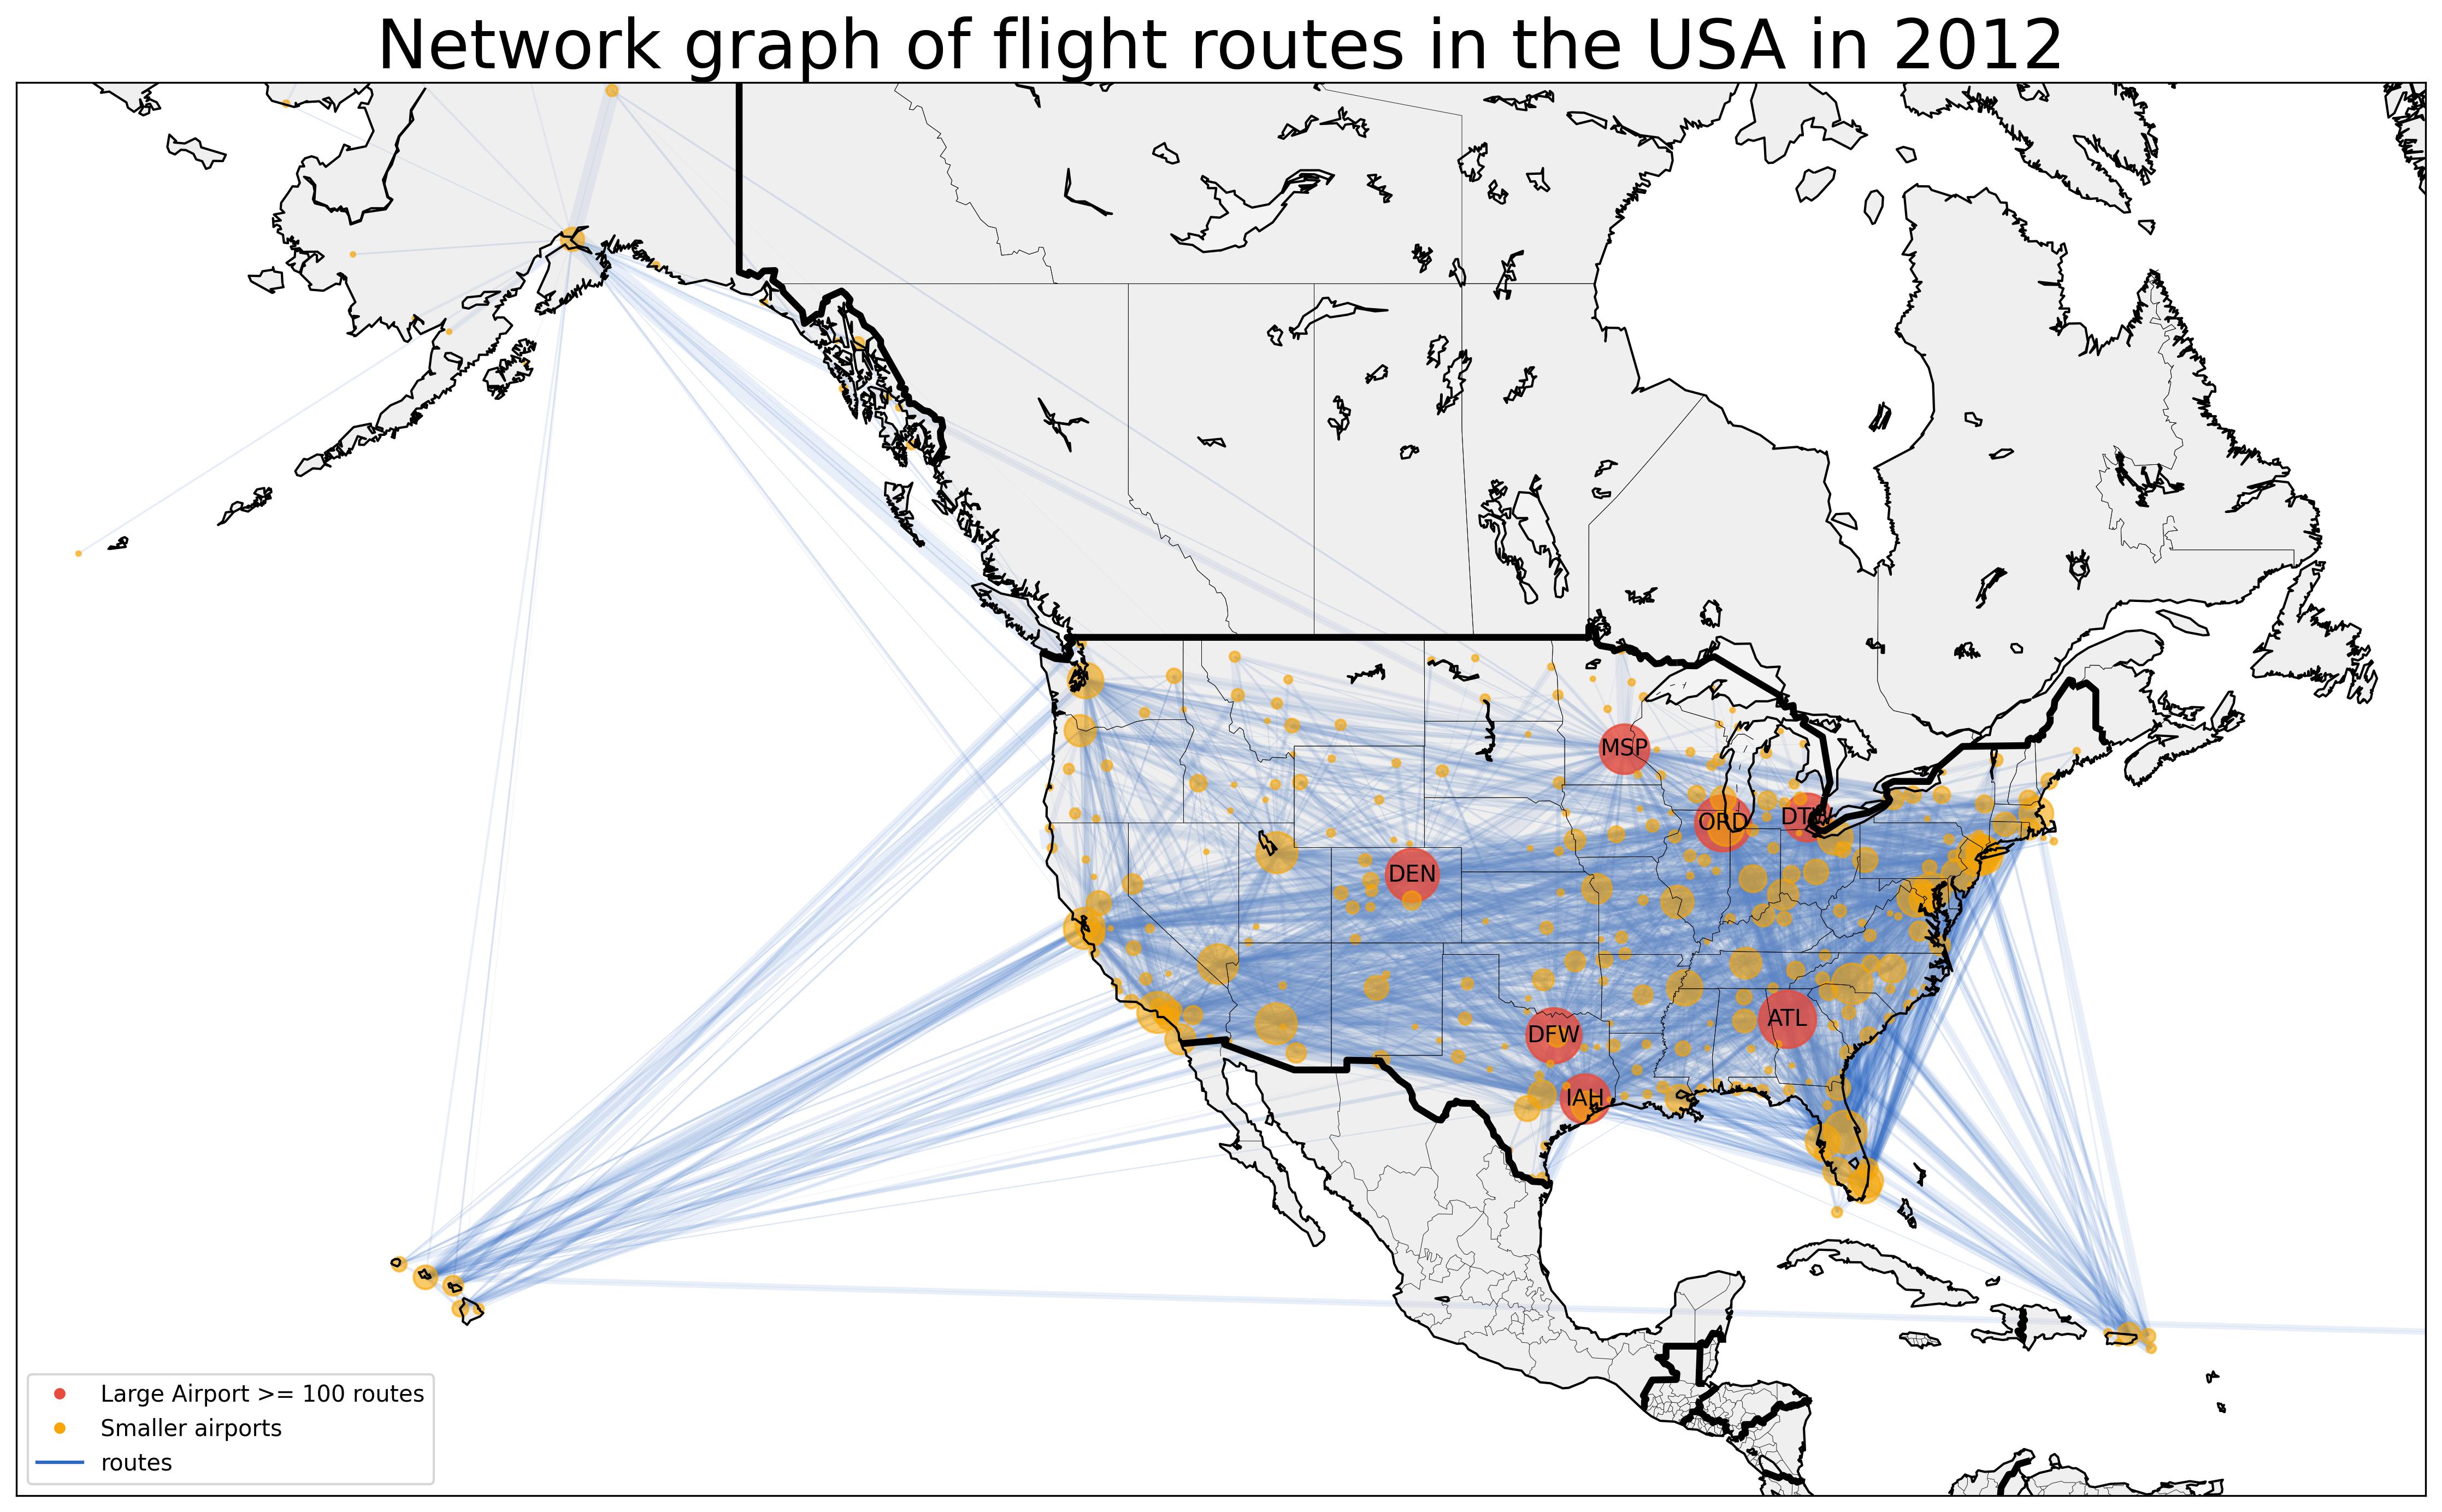 Network graph of flight routes in the USA in 2012
MSP
ORD
DTW
DEN
DFW
ATL
IAH
Large Airport >= 100 routes
Smaller airports
routes